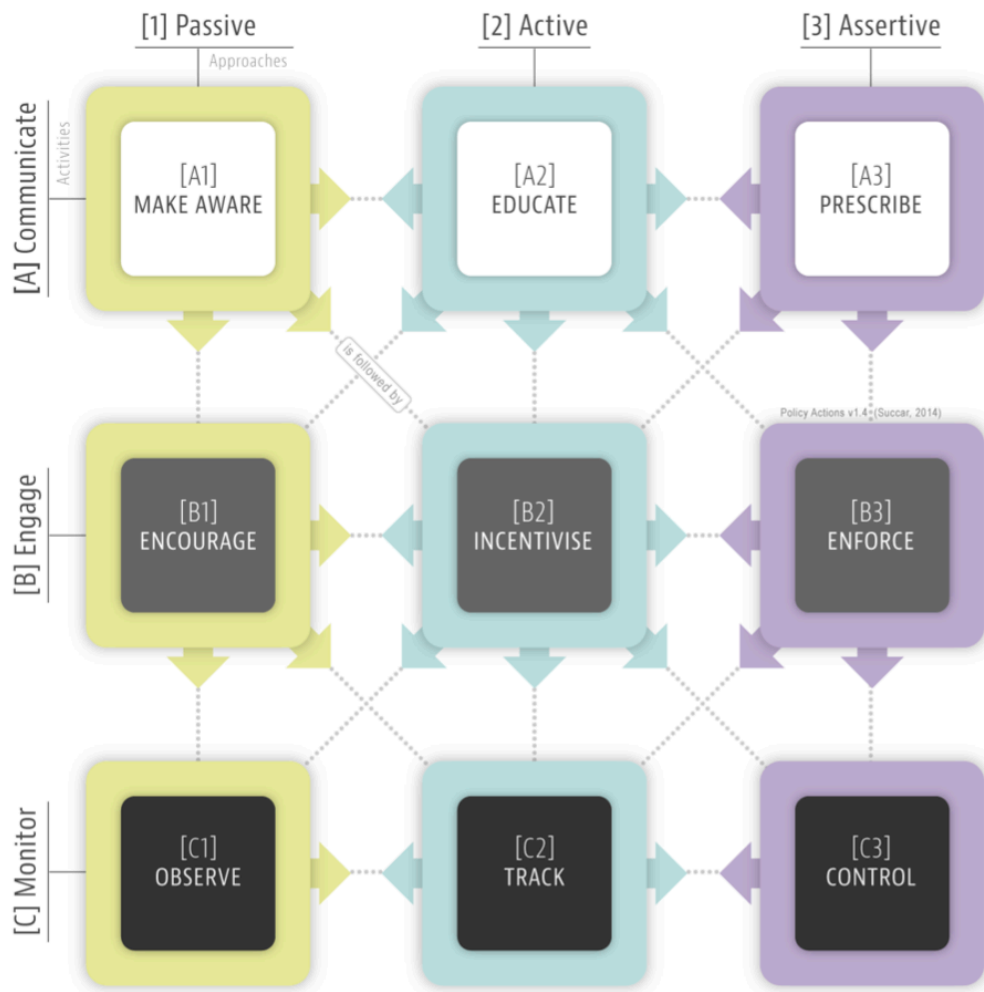 [1] Passive
[2] Active
[3] Assertive
Approaches
[A] Communicate
Activities
[A1]
MAKE AWARE
[A2]
EDUCATE
[A3]
PRESCRIBE
is followed by
Policy Actions v1.4 (Succar, 2014)
[B] Engage
[B1]
ENCOURAGE
[B2]
INCENTIVISE
[B3]
ENFORCE
[C] Monitor
[C1]
OBSERVE
[C2]
TRACK
[C3]
CONTROL